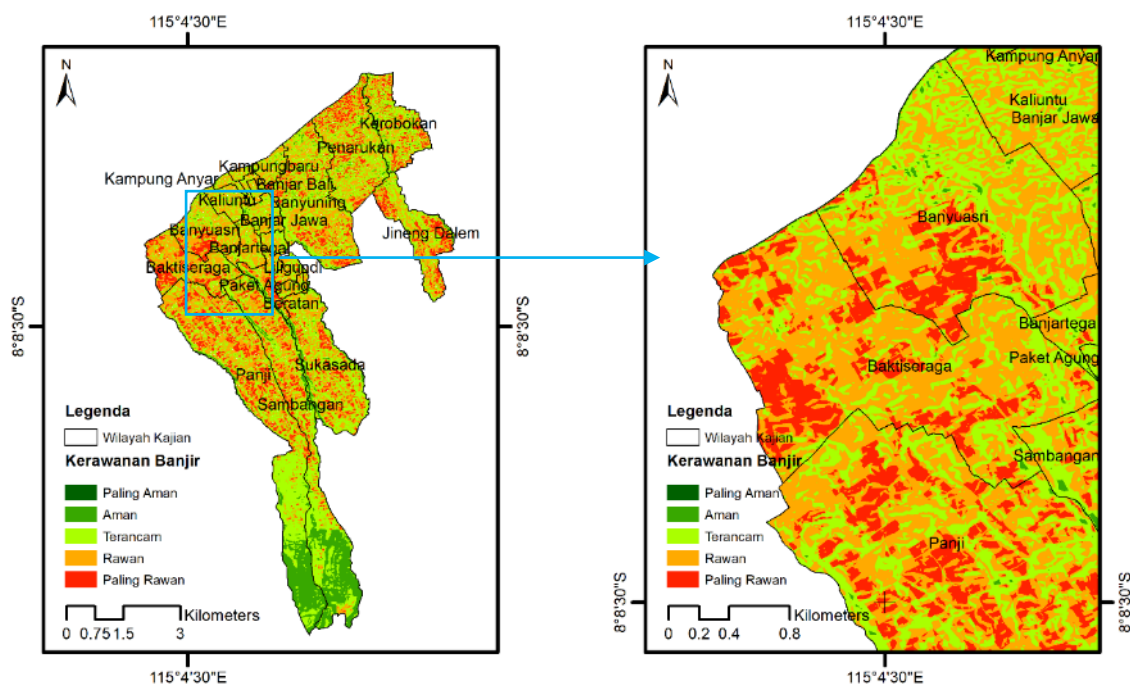 115°4'30"E
N
Kerobokan
Penarukan
Kampungbaru
Kampung Anyar
Banjar Bali
Kaliuntu
Banyuning
Banjar Jawa
Banyuasri
Jineng Dalem
Banjartegal
Baktiseraga
Liligundi
Paket Agung
Beratan
8°8'30"S
8°8'30"S
Sukasada
Panji
Sambangan
Legenda
Wilayah Kajian
Kerawanan Banjir
Paling Aman
Aman
Terancam
Rawan
Paling Rawan
Kilometers
0 0.75 1.5 3
115°4'30"E
115°4'30"E
N
Kampung Anyar
Kaliuntu
Banjar Jawa
Banyuasri
Banjartega
Paket Agung
Baktiseraga
Sambangan
Panji
Legenda
Wilayah Kajian
Kerawanan Banjir
Paling Aman
Aman
Terancam
Rawan
Paling Rawan
Kilometers
0 0.2 0.4 0.8
8°8'30"S
8°8'30"S
115°4'30"E